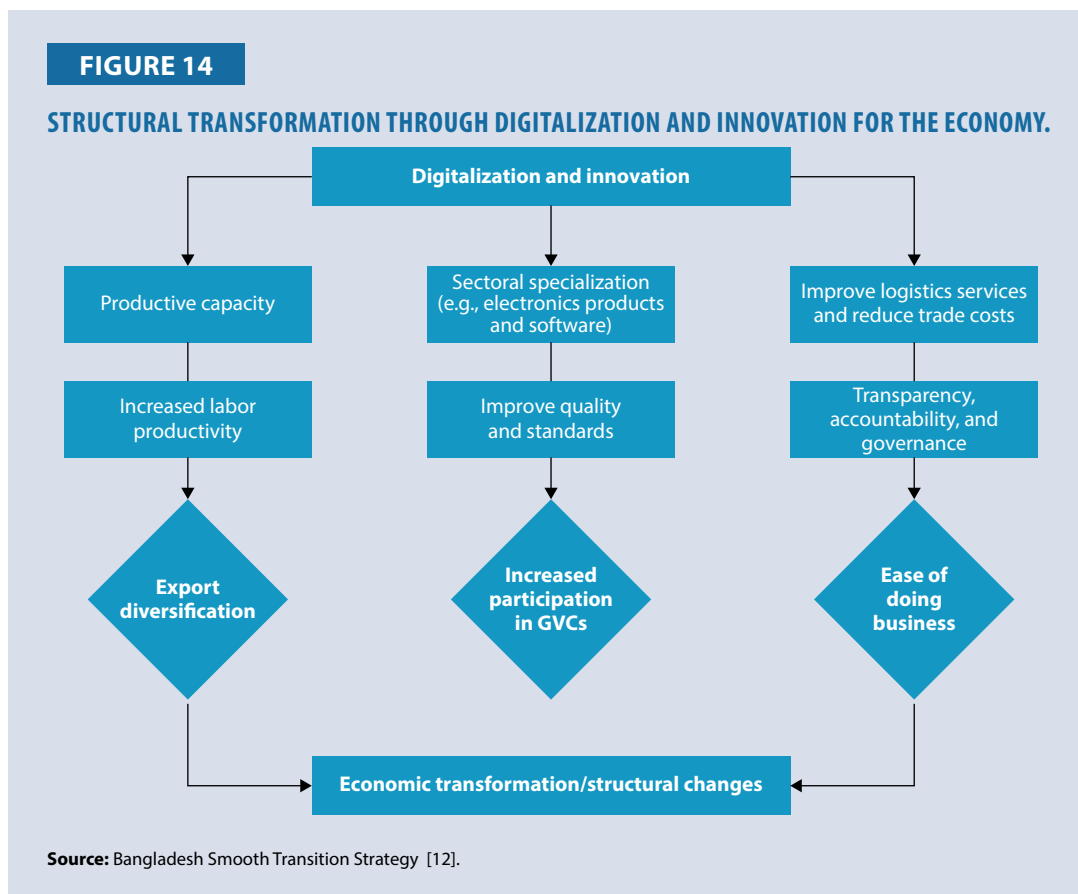 FIGURE 14
STRUCTURAL TRANSFORMATION THROUGH DIGITALIZATION AND INNOVATION FOR THE ECONOMY.
Digitalization and innovation
Productive capacity
Sectoral specialization
(e.g., electronics products
and software)
Improve logistics services
and reduce trade costs
Increased labor
productivity
Improve quality
and standards
Transparency,
accountability, and
governance
Export
diversification
Increased
participation
in GVCs
Ease of
doing
business
Economic transformation/structural changes
Source: Bangladesh Smooth Transition Strategy [12].